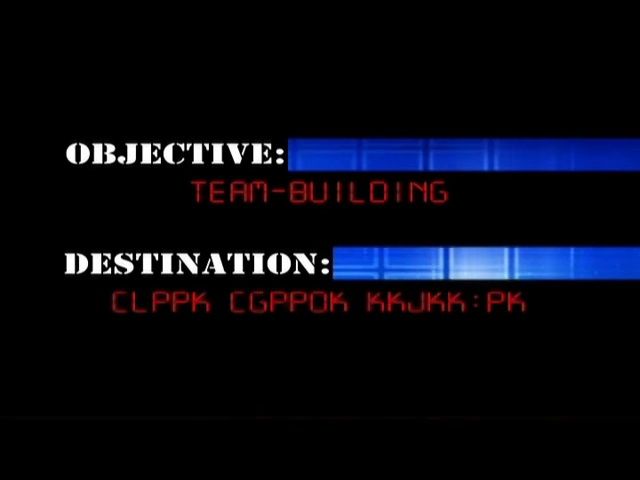 OBJECTIVE:
TEAM-BUILDING
DESTINATION:
CLPPK CGPPOK KKJKK:PK